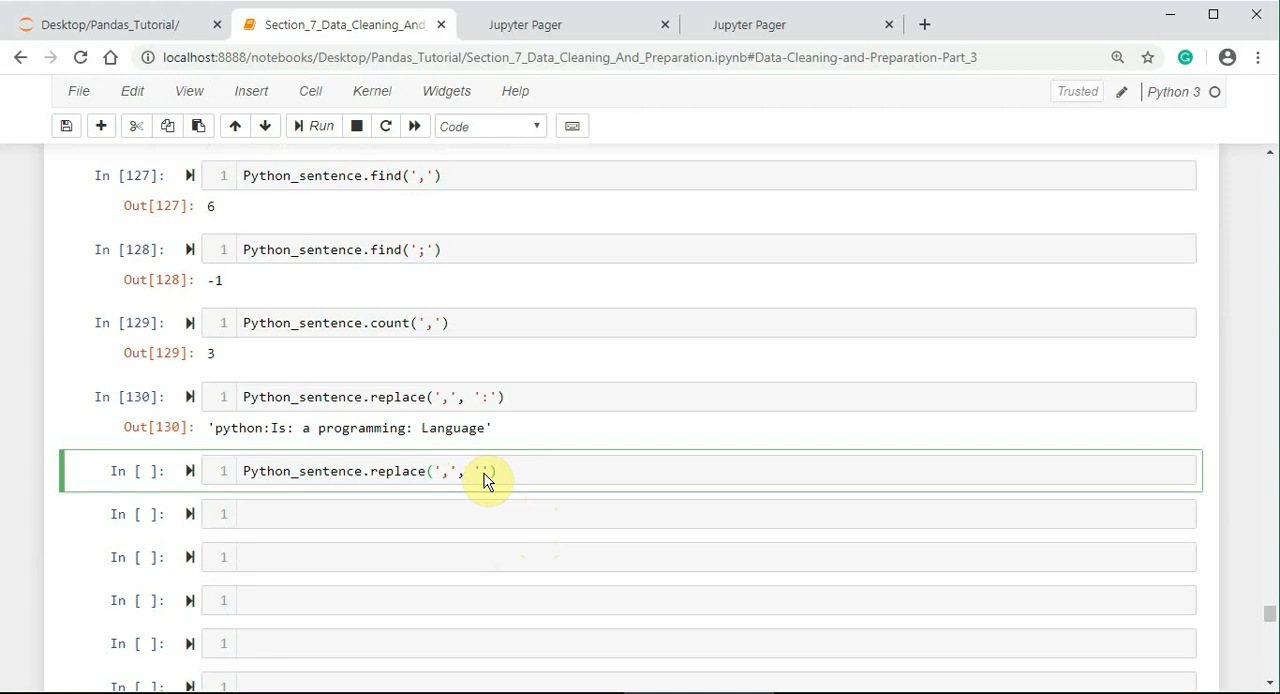 Desktop/Pandas_Tutorial/
Section_7_Data_Cleaning_And
Jupyter Pager
Jupyter Pager
localhost:8888/notebooks/Desktop/Pandas_Tutorial/Section_7_Data_Cleaning_And_Preparation.ipynb#Data-Cleaning-and-Preparation-Part_3
File Edit View Insert Cell Kernel Widgets Help Trusted Python 3
Run Code
In [127]: 1 Python_sentence.find(',')
Out[127]: 6
In [128]: 1 Python_sentence.find(';')
Out[128]: -1
In [129]: 1 Python_sentence.count(',')
Out[129]: 3
In [130]: 1 Python_sentence.replace(',', ':')
Out[130]: 'python:Is: a programming: Language'
In [ ]: 1 Python_sentence.replace(',', '')
In [ ]: 1
In [ ]: 1
In [ ]: 1
In [ ]: 1
In [ ]: 1